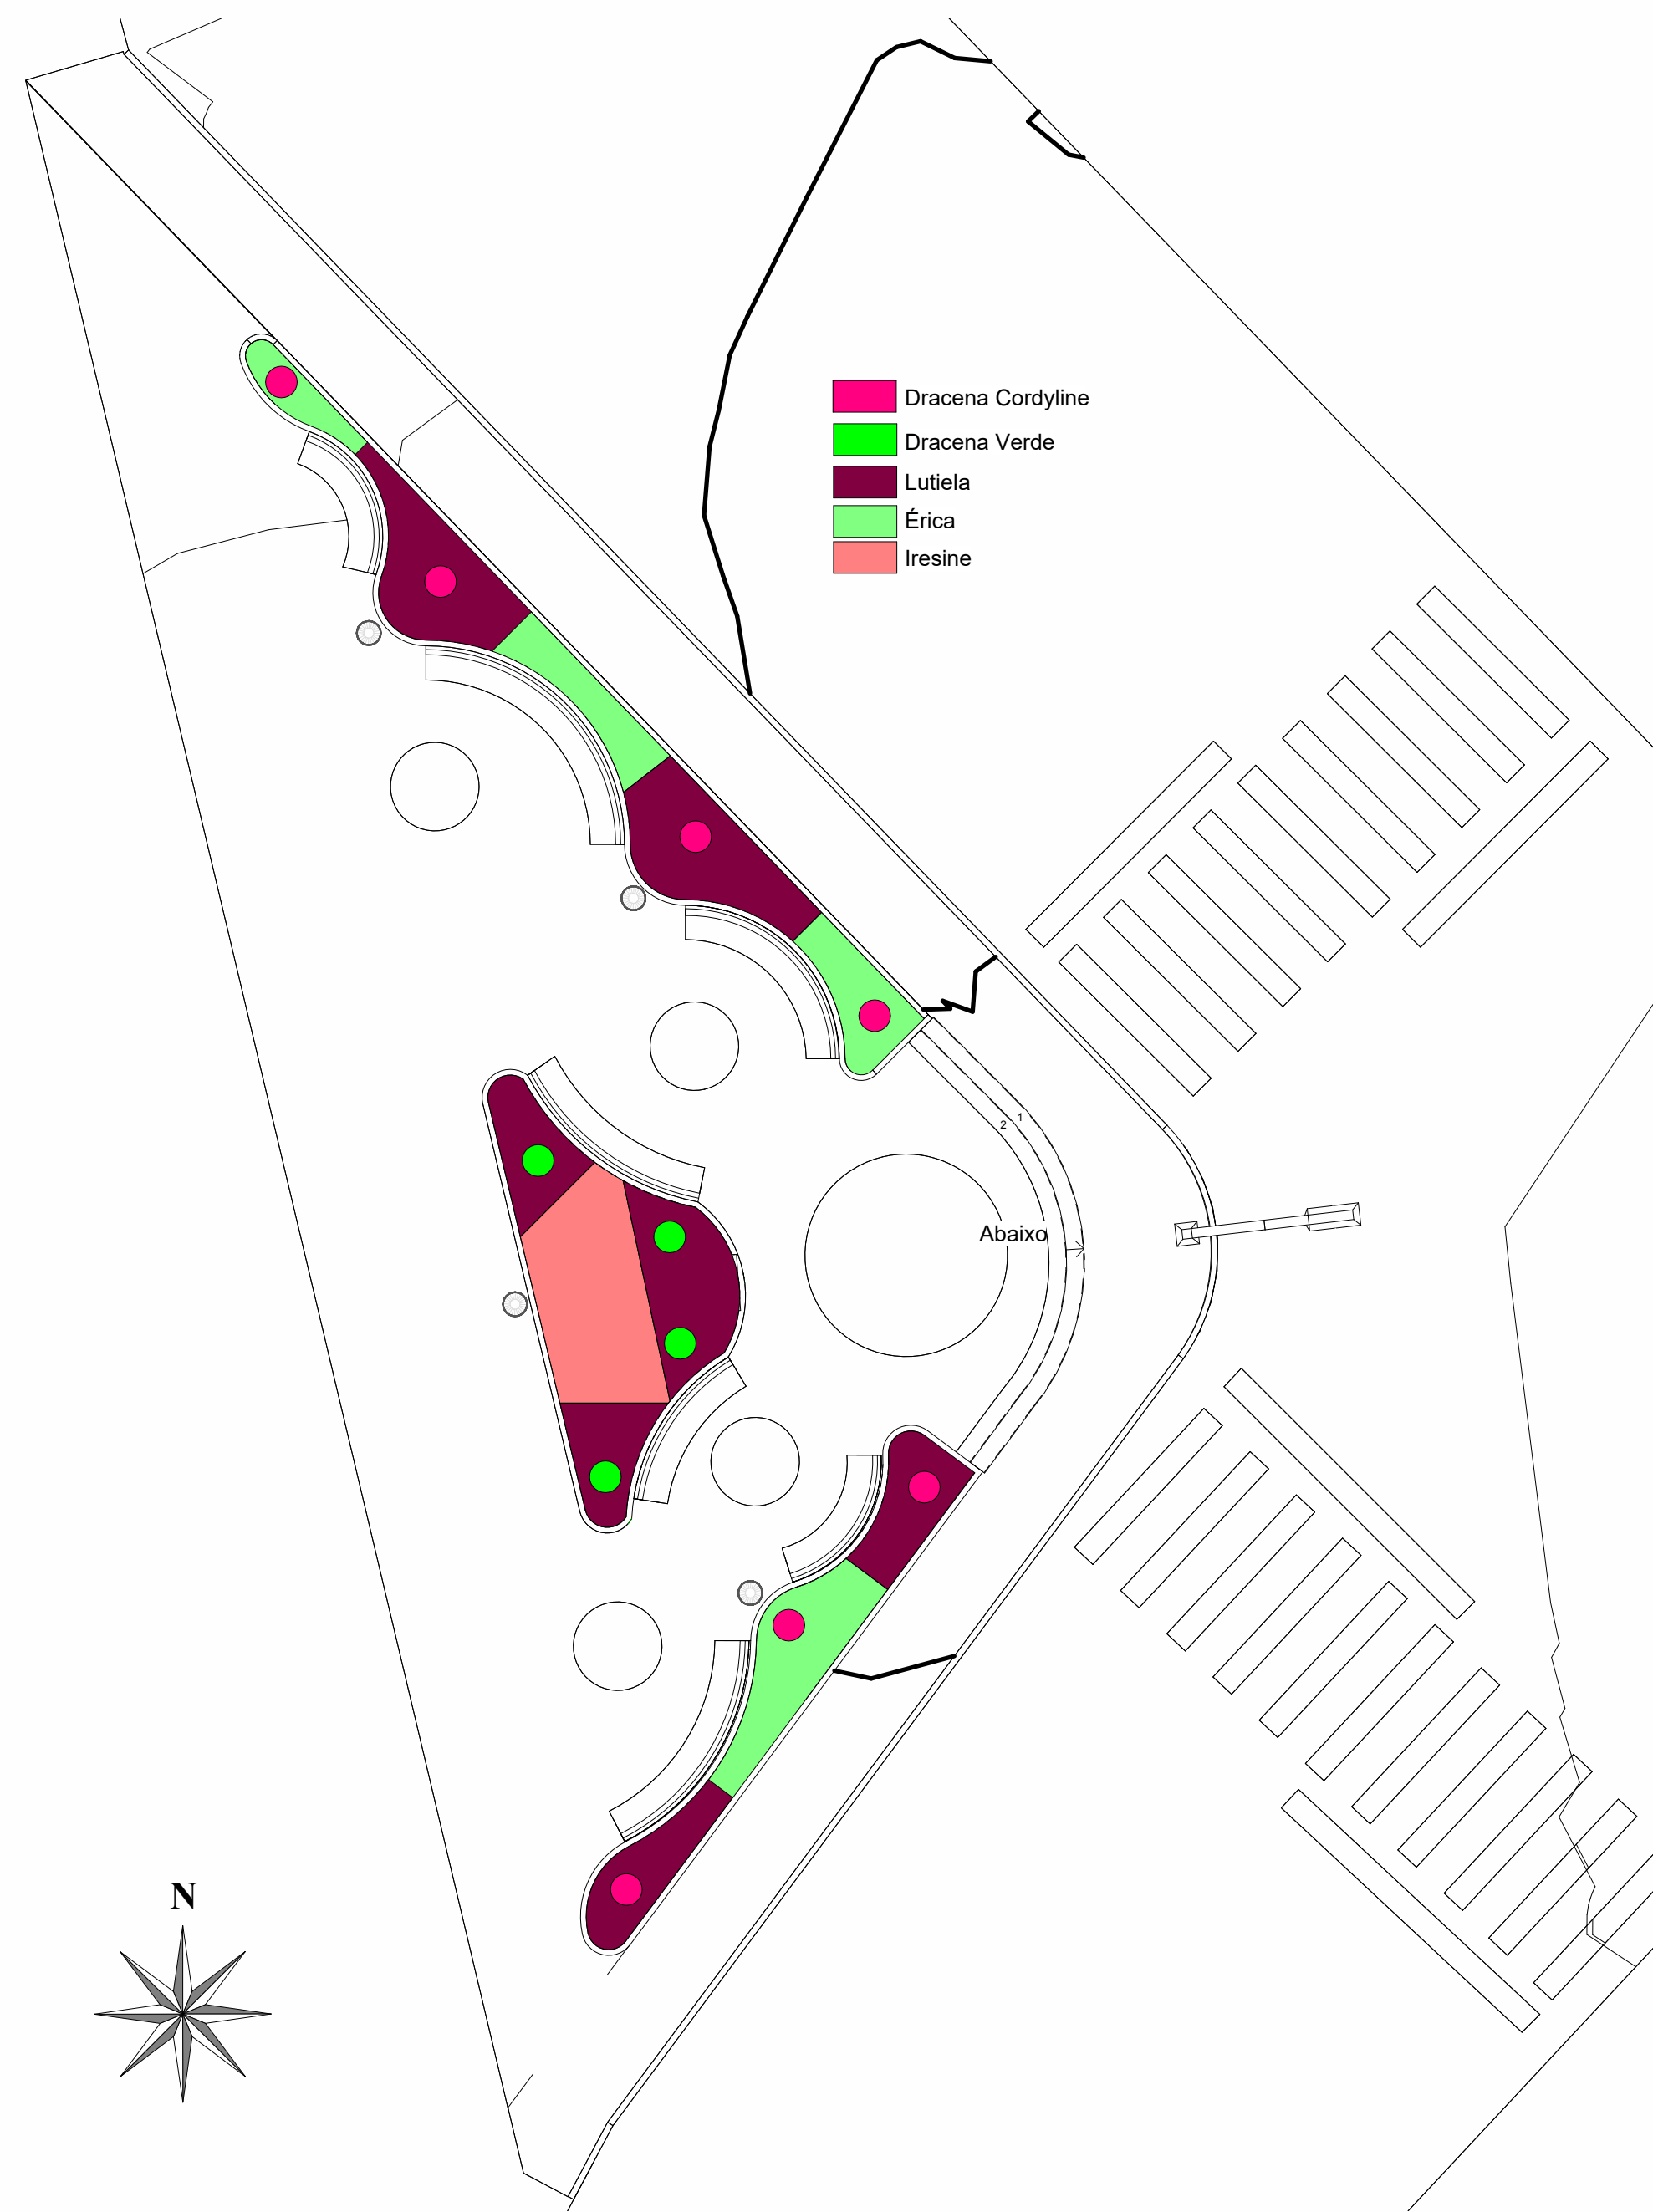 Dracena Cordyline
Dracena Verde
Lutiela
Érica
Iresine
1
2
Abaixo
N